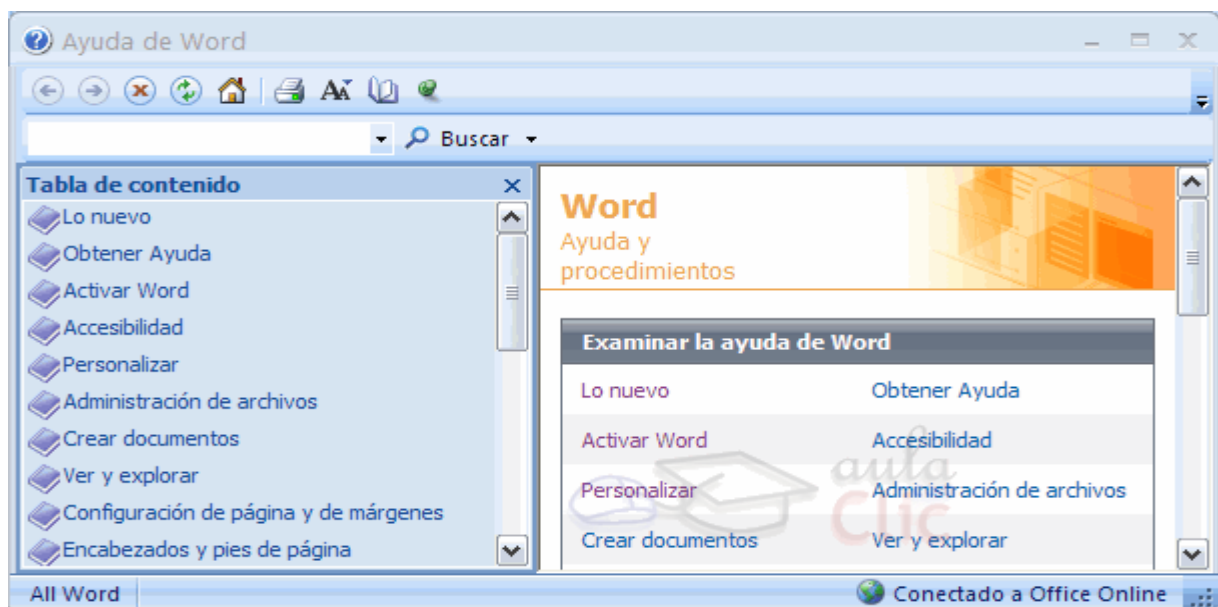 Ayuda de Word
Buscar
Tabla de contenido
Lo nuevo
Obtener Ayuda
Activar Word
Accesibilidad
Personalizar
Administración de archivos
Crear documentos
Ver y explorar
Configuración de página y de márgenes
Encabezados y pies de página
Word
Ayuda y
procedimientos
Examinar la ayuda de Word
Lo nuevo Obtener Ayuda
Activar Word Accesibilidad
Personalizar Administración de archivos
Crear documentos Ver y explorar
aula
Clic
All Word
Conectado a Office Online